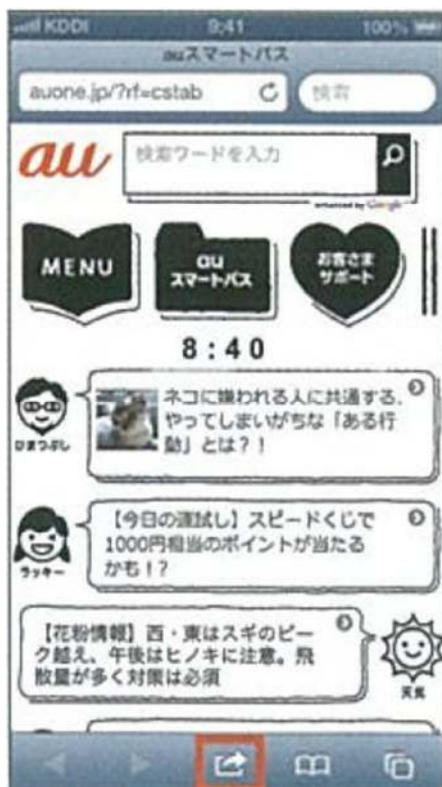 KDDI 9:41 100%
auスマートパス
auone.jp/?rf=cstab 検索
au 検索ワードを入力
enhanced by Google
MENU
au
スマートパス
お客さま
サポート
8:40
ネコに嫌われる人に共通する、
やってしまいがちな「ある行
動」とは?!
ひまつぶし
【今日の運試し】スピードくじで
1000円相当のポイントが当たる
かも!?
ラッキー
【花粉情報】西・東はスギのピー
ク越え、午後はヒノキに注意。飛
散量が多く対策は必須
天気